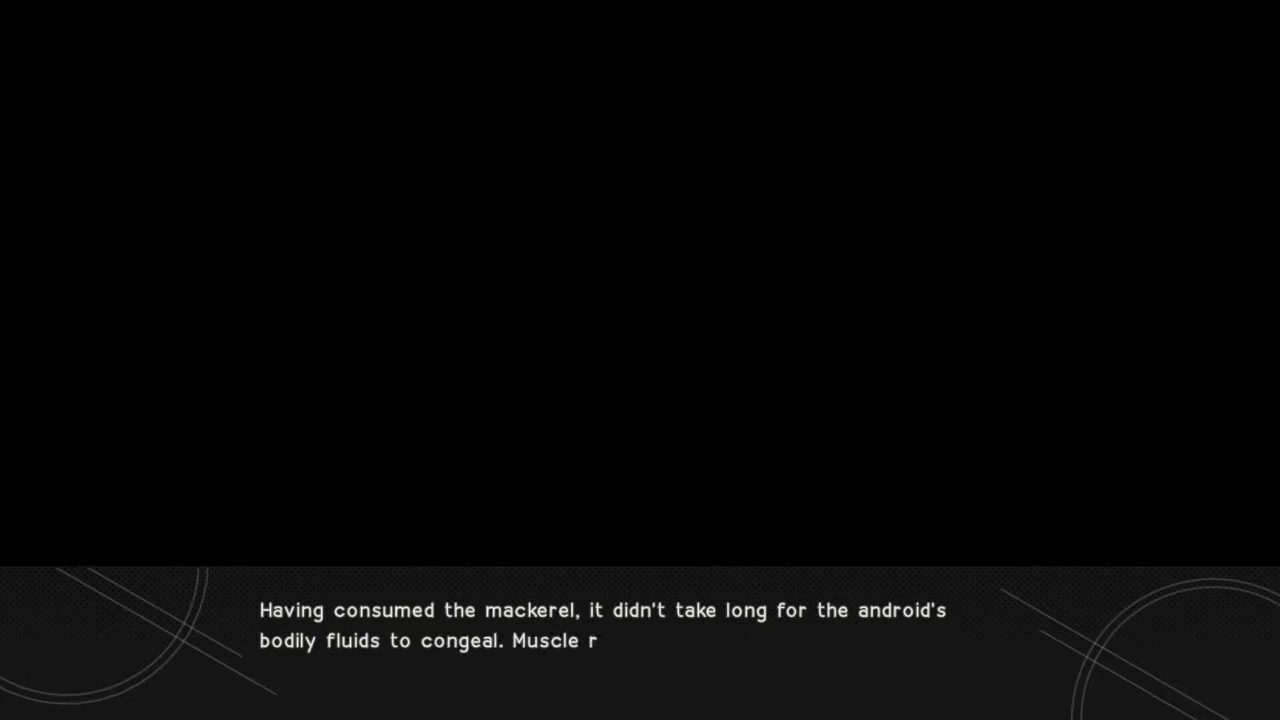 Having consumed the mackerel, it didn't take long for the android's
bodily fluids to congeal. Muscle r